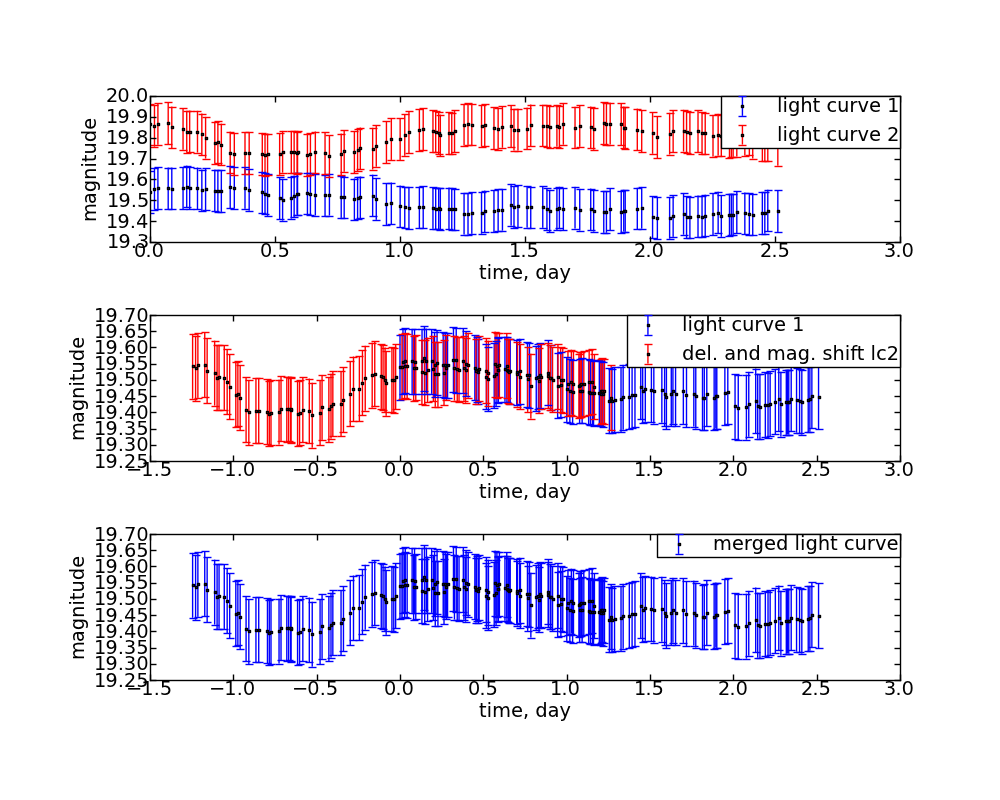 20.0
19.9
19.8
19.7
19.6
19.5
19.4
19.3
magnitude
light curve 1
light curve 2
0.0 0.5 1.0 1.5 2.0 2.5 3.0
time, day
19.70
19.65
19.60
19.55
19.50
19.45
19.40
19.35
19.30
19.25
magnitude
light curve 1
del. and mag. shift lc2
−1.5 −1.0 −0.5 0.0 0.5 1.0 1.5 2.0 2.5 3.0
time, day
19.70
19.65
19.60
19.55
19.50
19.45
19.40
19.35
19.30
19.25
magnitude
merged light curve
−1.5 −1.0 −0.5 0.0 0.5 1.0 1.5 2.0 2.5 3.0
time, day